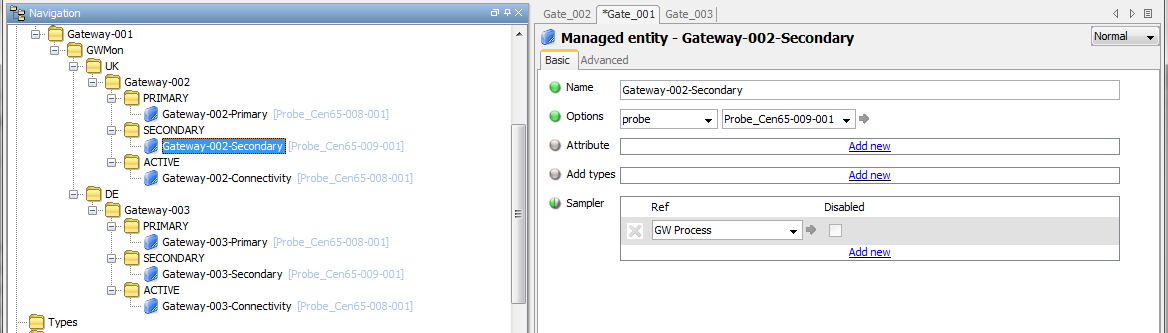 Navigation
Gateway-001
GWMon
UK
Gateway-002
PRIMARY
Gateway-002-Primary [Probe_Cen65-008-001]
SECONDARY
Gateway-002-Secondary [Probe_Cen65-009-001]
ACTIVE
Gateway-002-Connectivity [Probe_Cen65-008-001]
DE
Gateway-003
PRIMARY
Gateway-003-Primary [Probe_Cen65-008-001]
SECONDARY
Gateway-003-Secondary [Probe_Cen65-009-001]
ACTIVE
Gateway-003-Connectivity [Probe_Cen65-008-001]
Types
Gate_002 *Gate_001 Gate_003
Managed entity - Gateway-002-Secondary Normal
Basic Advanced
Name Gateway-002-Secondary
Options probe Probe_Cen65-009-001
Attribute Add new
Add types Add new
Sampler Ref Disabled
GW Process
Add new